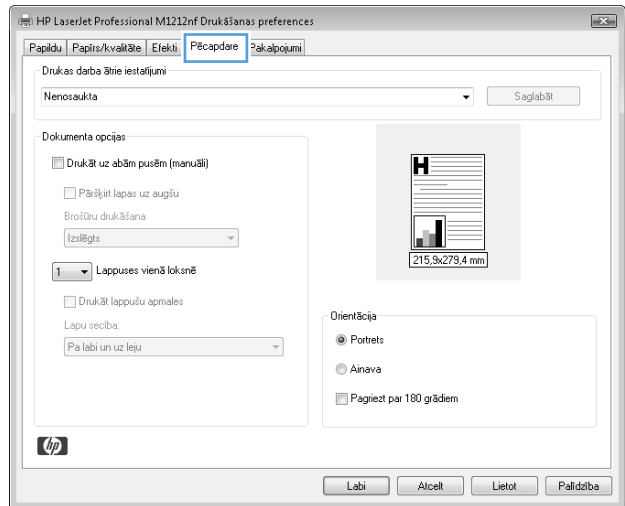 HP LaserJet Professional M1212nf Drukāšanas preferences
Papildu Papīrs/kvalitāte Efekti Pēcapdare Pakalpojumi
Drukas darba ātrie iestatījumi
Nenosaukta Saglabāt
Dokumenta opcijas
Drukāt uz abām pusēm (manuāli)
Pāršķirt lapas uz augšu
Brošūru drukāšana
Izslēgts
1 Lappuses vienā loksnē
Drukāt lappušu apmales
Lapu secība:
Pa labi un uz leju
H
215,9x279,4 mm
Orientācija
Portrets
Ainava
Pagriezt par 180 grādiem
hp
Labi Atcelt Lietot Palīdzība